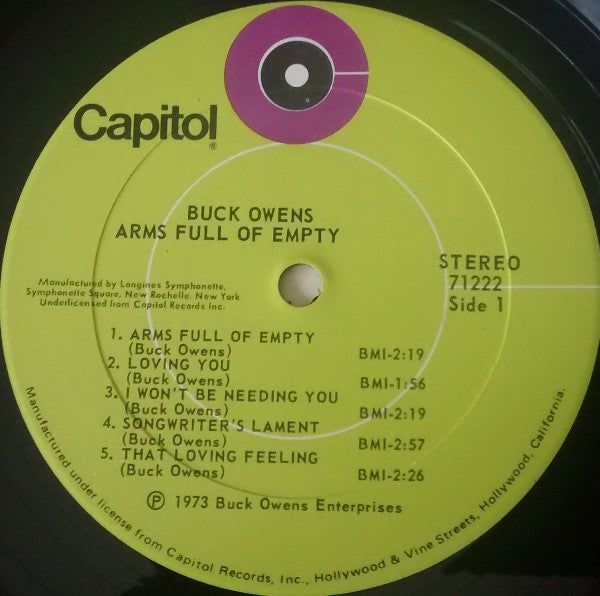 Capitol®
BUCK OWENS
ARMS FULL OF EMPTY
STEREO
71222
Side 1
Manufactured by Longines Symphonette,
Symphonette Square, New Rochelle, New York
Underlicensed from Capitol Records Inc.
1. ARMS FULL OF EMPTY
(Buck Owens) BMI-2:19
2. LOVING YOU
(Buck Owens) BMI-1:56
3. I WON'T BE NEEDING YOU
(Buck Owens) BMI-2:19
4. SONGWRITER'S LAMENT
(Buck Owens) BMI-2:57
5. THAT LOVING FEELING
(Buck Owens) BMI-2:26
℗ 1973 Buck Owens Enterprises
Manufactured under license from Capitol Records, Inc., Hollywood & Vine Streets, Hollywood, California.